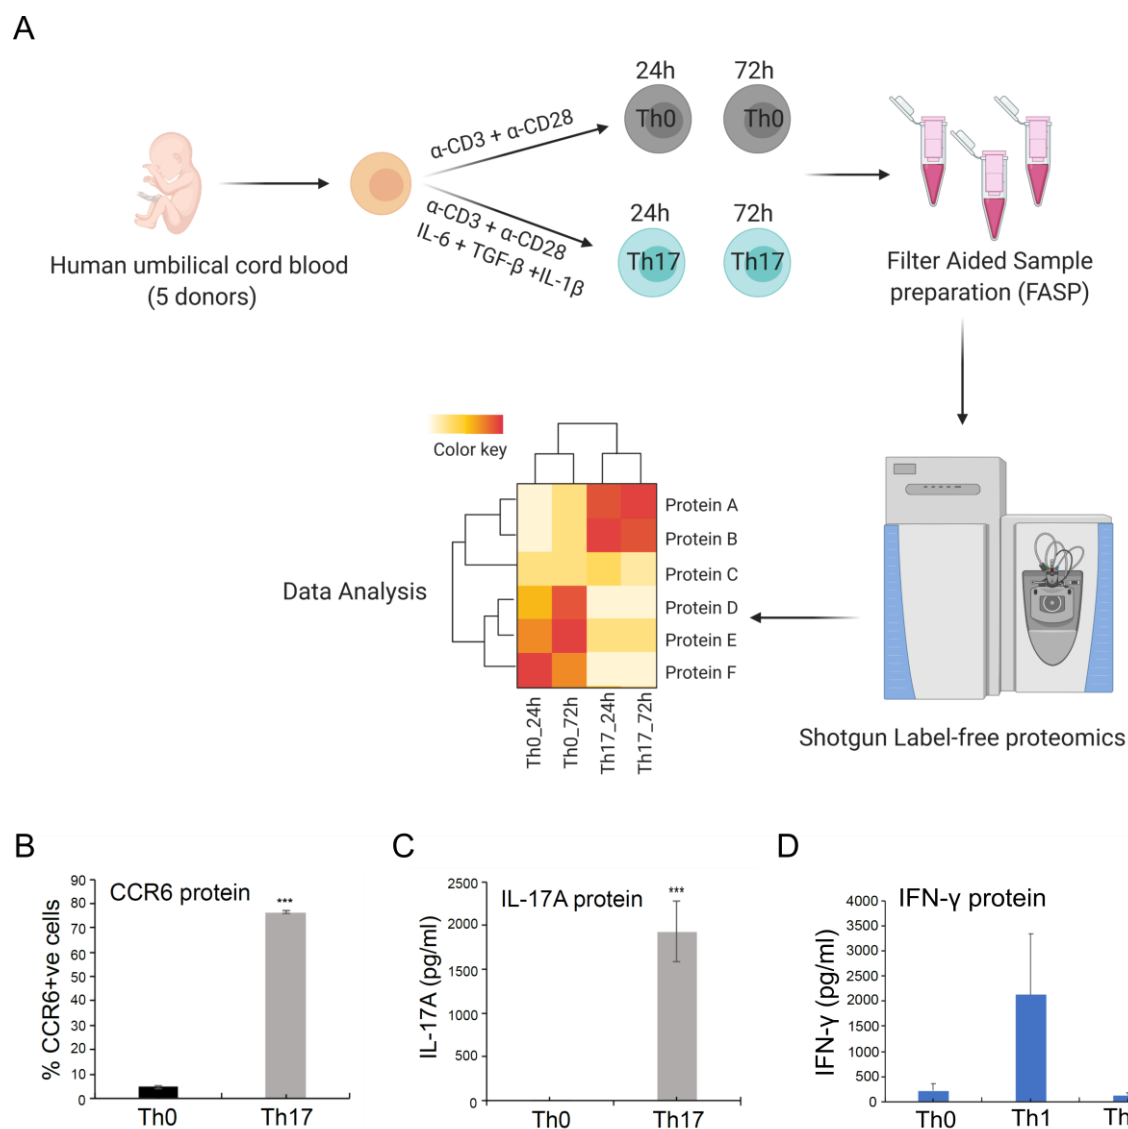 A
24h
72h
α-CD3 + α-CD28
Th0
Th0
α-CD3 + α-CD28
IL-6 + TGF-β +IL-1β
24h
72h
Th17
Th17
Human umbilical cord blood
(5 donors)
Filter Aided Sample
preparation (FASP)
Color key
Protein A
Protein B
Protein C
Protein D
Protein E
Protein F
Data Analysis
Th0_24h
Th0_72h
Th17_24h
Th17_72h
Shotgun Label-free proteomics
B
CCR6 protein
% CCR6+ve cells
90
80
70
60
50
40
30
20
10
0
***
Th0
Th17
C
IL-17A protein
IL-17A (pg/ml)
2500
2000
1500
1000
500
0
***
Th0
Th17
D
IFN-γ protein
IFN-γ (pg/ml)
4000
3500
3000
2500
2000
1500
1000
500
0
Th0
Th1